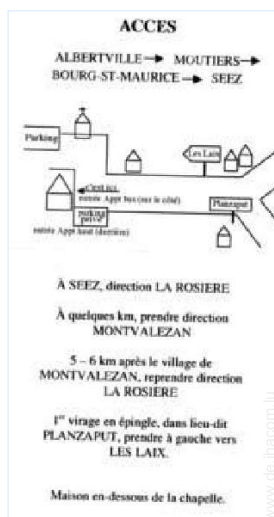 ACCES
ALBERTVILLE → MOUTIERS →
BOURG-ST-MAURICE → SEEZ
Parking
Les Laix
c'est ici
entrée Appt bas (sur le côté)
Planzaput
parking
privé
entrée Appt haut (derrière)
À SEEZ, direction LA ROSIERE
À quelques km, prendre direction
MONTVALEZAN
5 – 6 km après le village de
MONTVALEZAN, reprendre direction
LA ROSIERE
1er virage en épingle, dans lieu-dit
PLANZAPUT, prendre à gauche vers
LES LAIX.
Maison en-dessous de la chapelle.